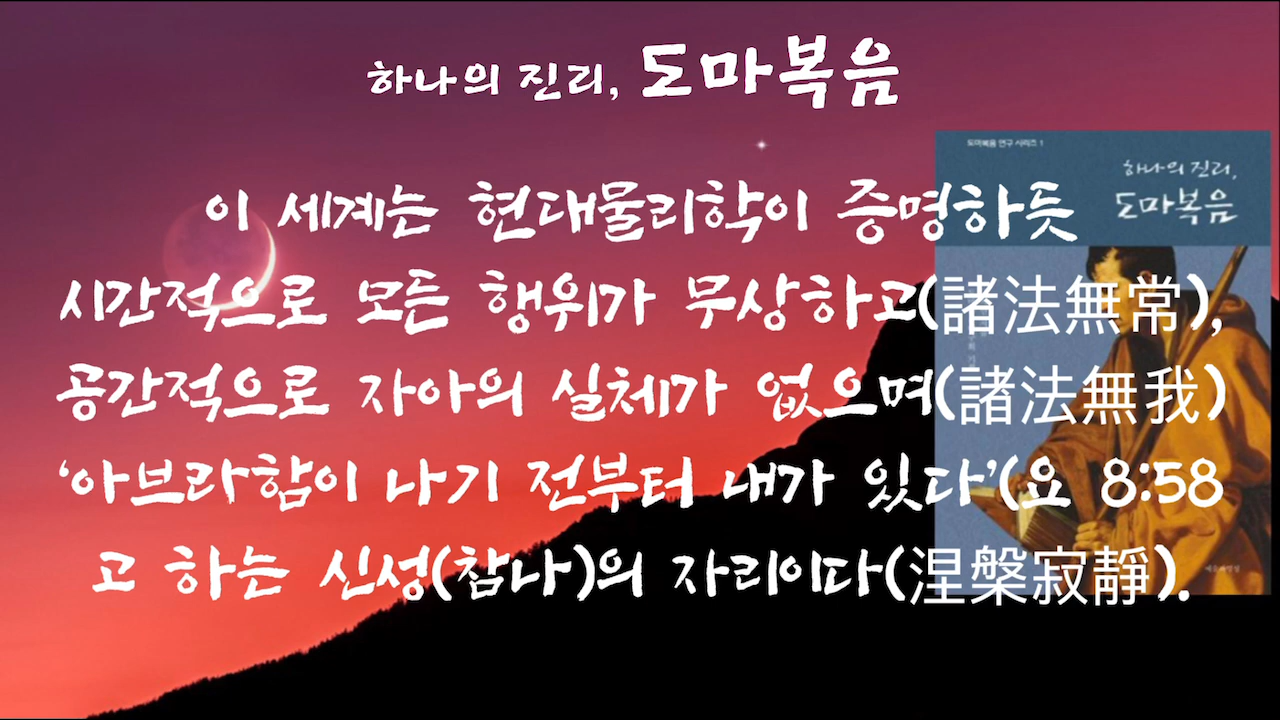 하나의 진리, 도마복음
도마복음 연구 시리즈 1
하나의 진리,
도마복음
이 세계는 현대물리학이 증명하듯
시간적으로 모든 행위가 무상하고(諸法無常),
공간적으로 자아의 실체가 없으며(諸法無我)
‘아브라함이 나기 전부터 내가 있다’(요 8:58
고 하는 신성(참나)의 자리이다(涅槃寂靜).